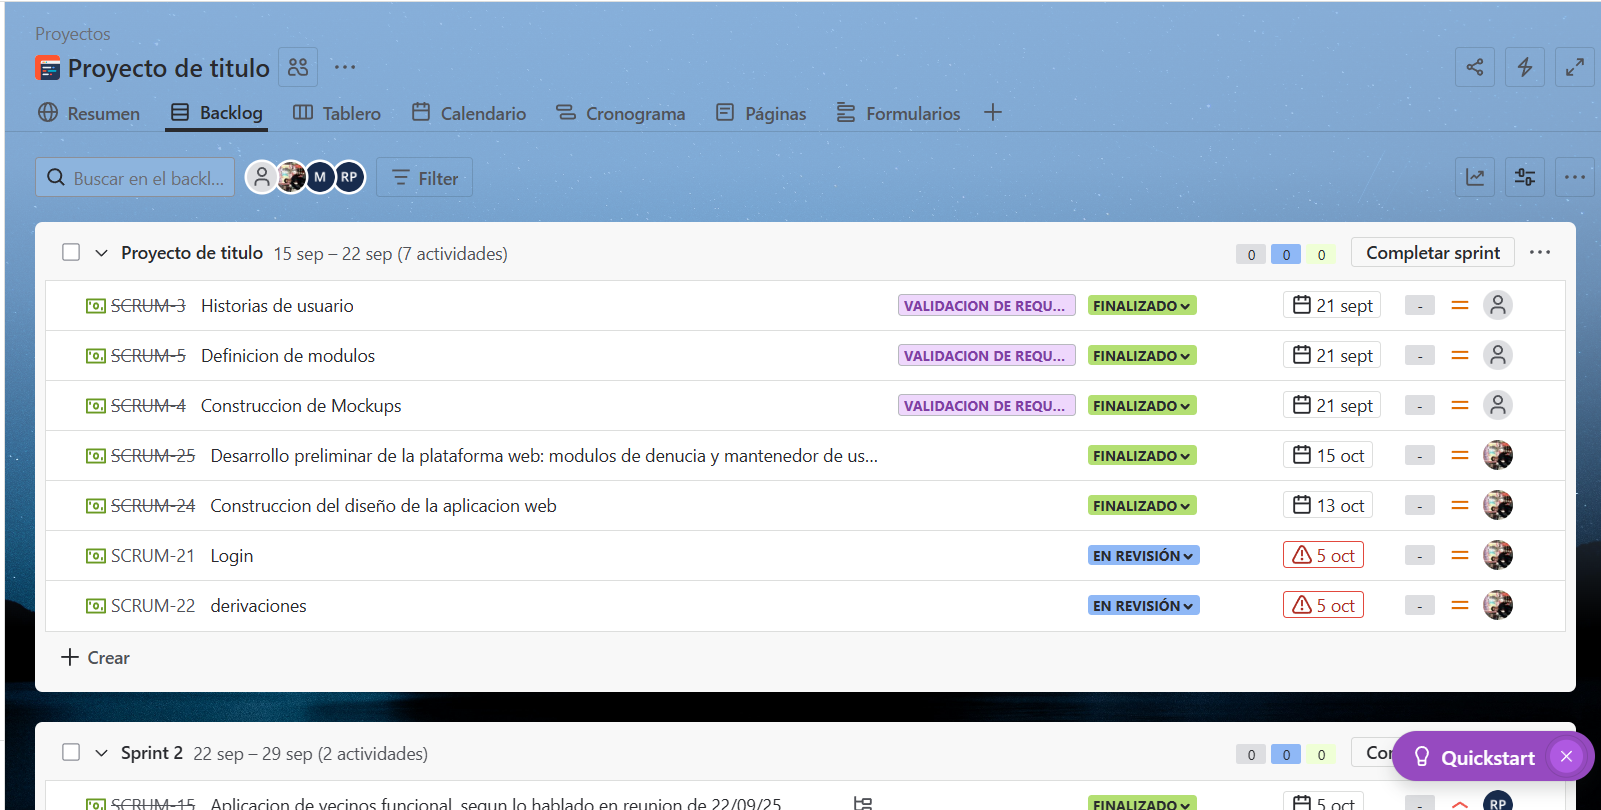 Proyectos
Proyecto de titulo
Resumen Backlog Tablero Calendario Cronograma Páginas Formularios
Buscar en el backl... M RP Filter
Proyecto de titulo 15 sep – 22 sep (7 actividades) 0 0 0 Completar sprint
SCRUM-3 Historias de usuario VALIDACION DE REQU... FINALIZADO 21 sept -
SCRUM-5 Definicion de modulos VALIDACION DE REQU... FINALIZADO 21 sept -
SCRUM-4 Construccion de Mockups VALIDACION DE REQU... FINALIZADO 21 sept -
SCRUM-25 Desarrollo preliminar de la plataforma web: modulos de denucia y mantenedor de us... FINALIZADO 15 oct -
SCRUM-24 Construccion del diseño de la aplicacion web FINALIZADO 13 oct -
SCRUM-21 Login EN REVISIÓN 5 oct -
SCRUM-22 derivaciones EN REVISIÓN 5 oct -
Crear
Sprint 2 22 sep – 29 sep (2 actividades) 0 0 0 Quickstart
SCRUM-15 Aplicacion de vecinos funcional, segun lo hablado en reunion de 22/09/25 FINALIZADO 5 oct - RP